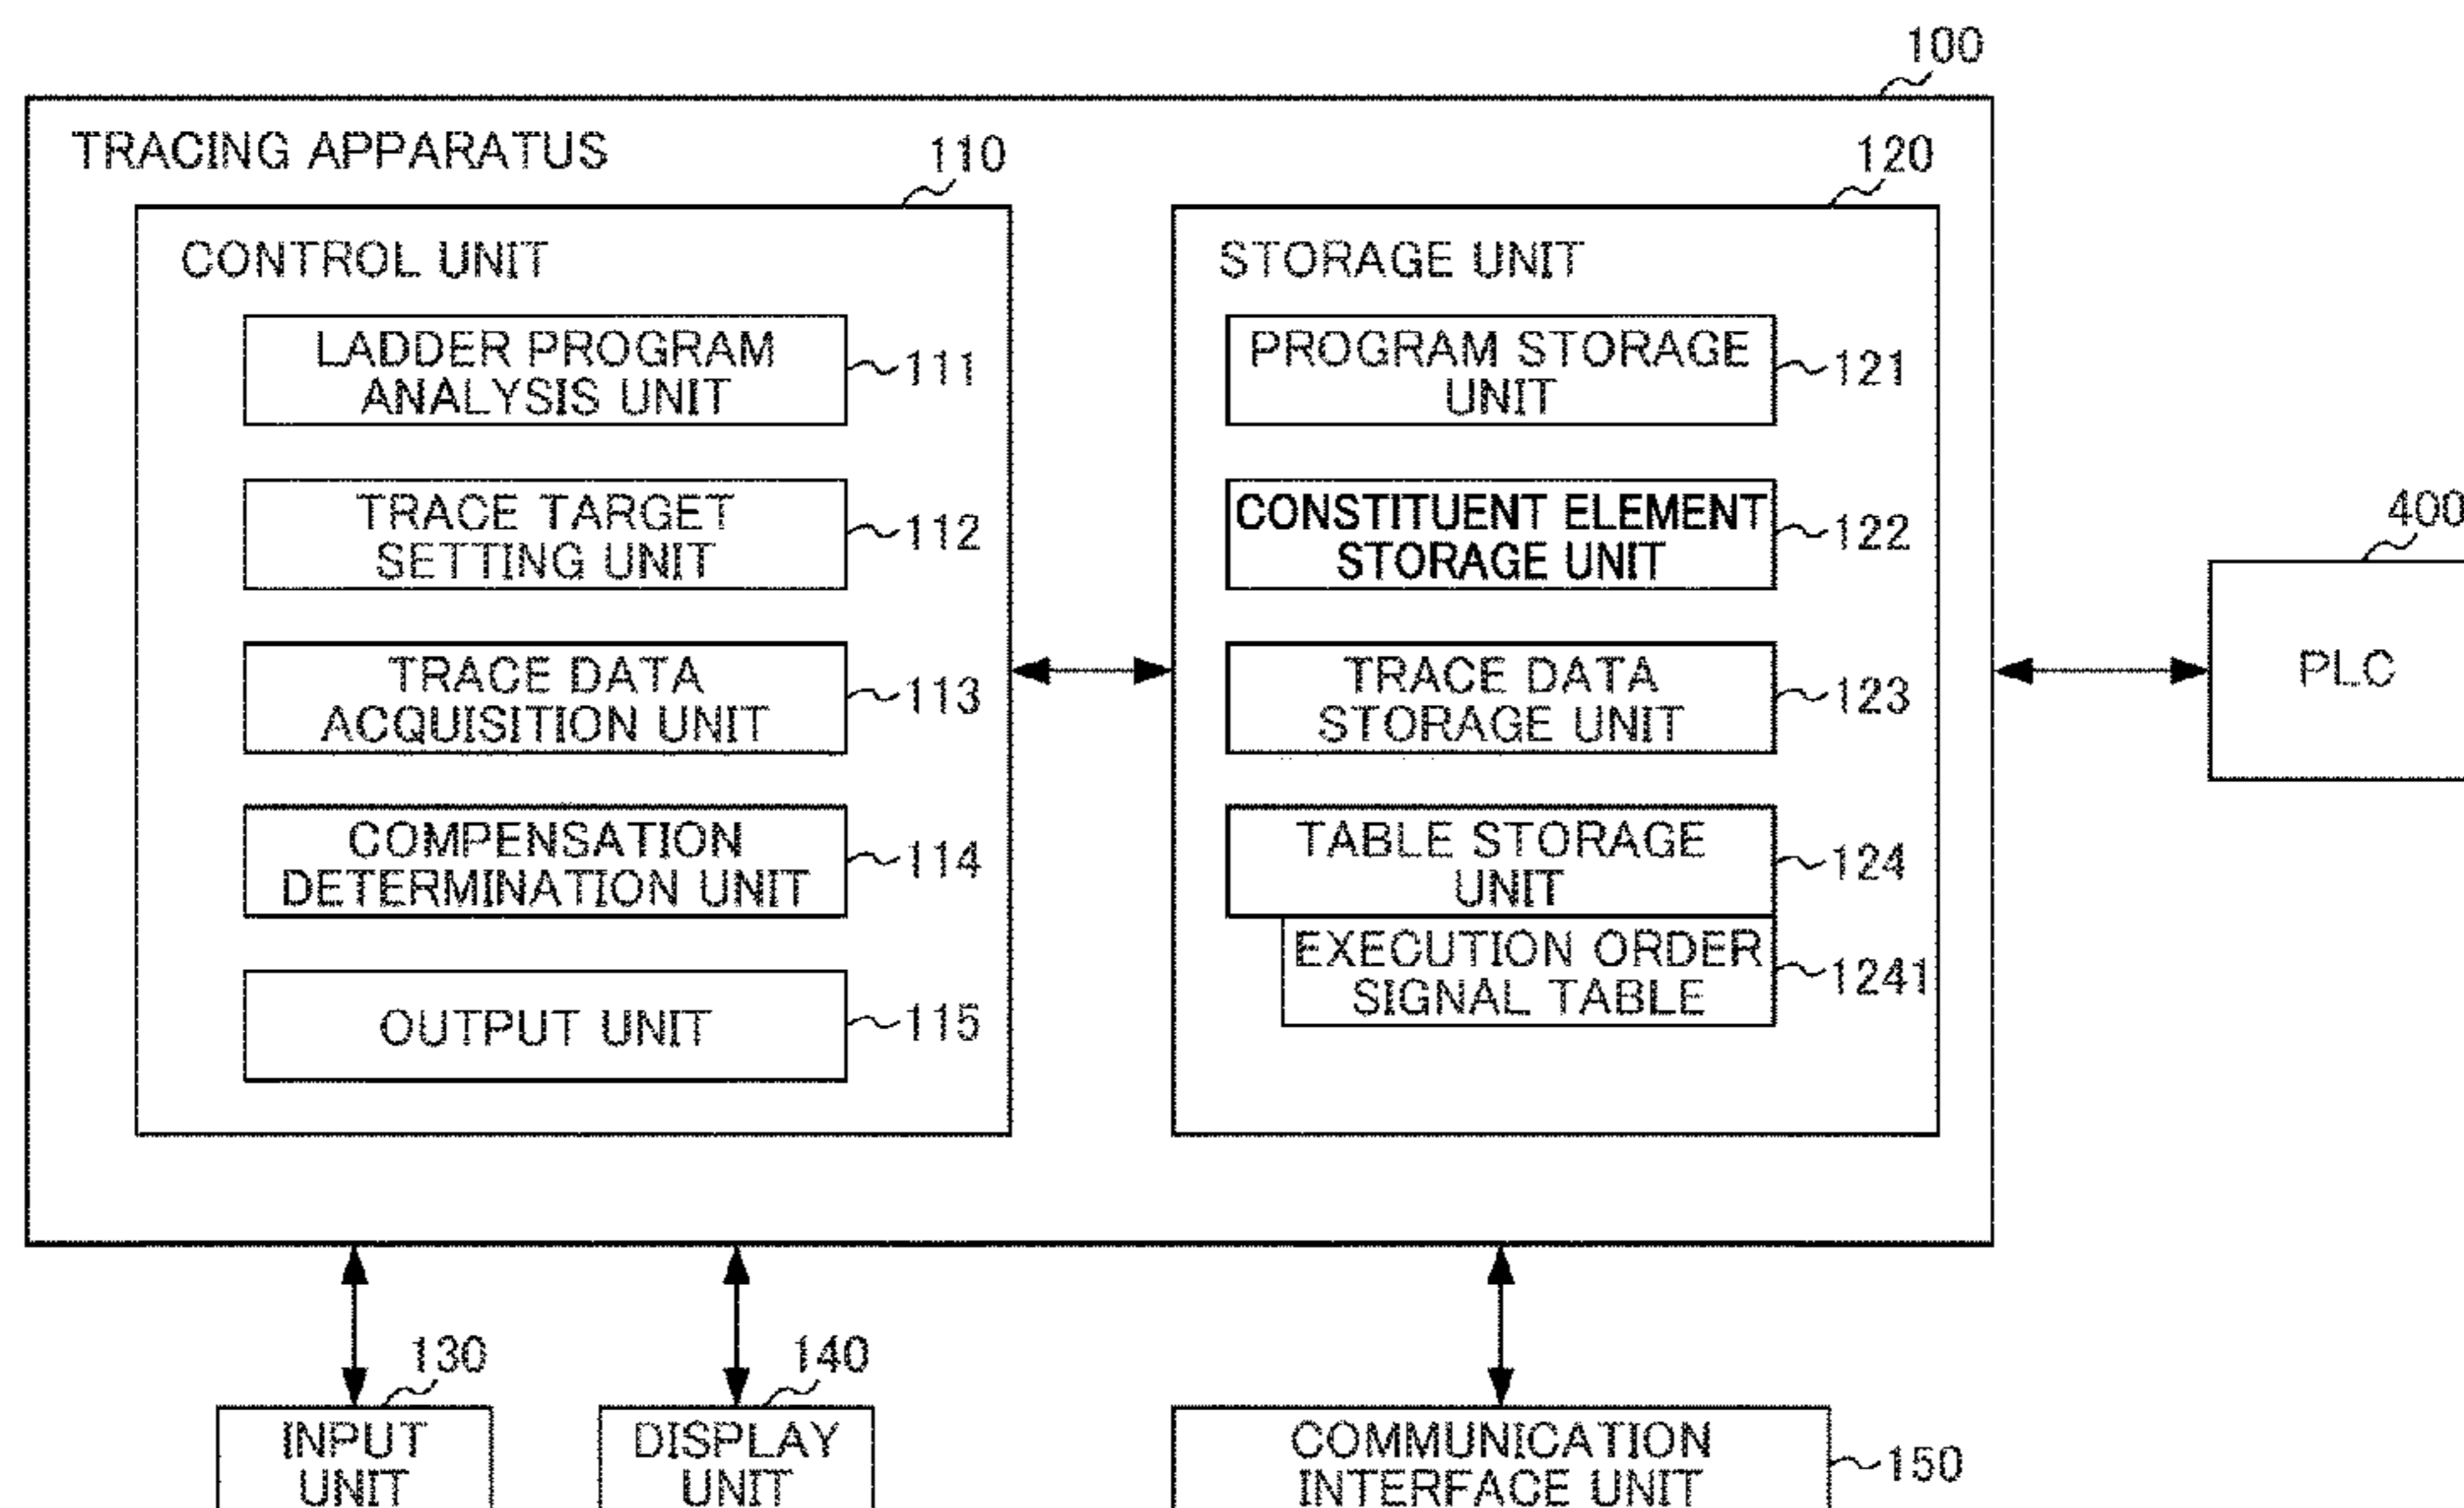 100
TRACING APPARATUS
110
120
CONTROL UNIT
STORAGE UNIT
LADDER PROGRAM
ANALYSIS UNIT
111
TRACE TARGET
SETTING UNIT
112
TRACE DATA
ACQUISITION UNIT
113
COMPENSATION
DETERMINATION UNIT
114
OUTPUT UNIT
115
PROGRAM STORAGE
UNIT
121
CONSTITUENT ELEMENT
STORAGE UNIT
122
TRACE DATA
STORAGE UNIT
123
TABLE STORAGE
UNIT
124
EXECUTION ORDER
SIGNAL TABLE
1241
400
PLC
130
INPUT
UNIT
140
DISPLAY
UNIT
COMMUNICATION
INTERFACE UNIT
150